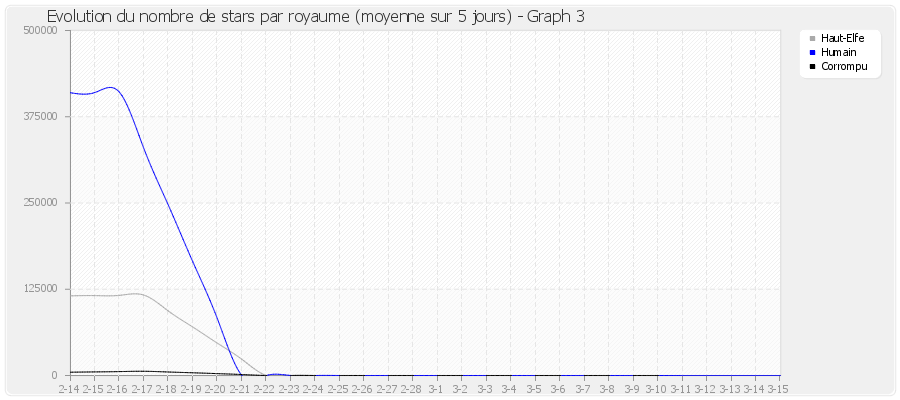 Evolution du nombre de stars par royaume (moyenne sur 5 jours) - Graph 3
500000
375000
250000
125000
0
Haut-Elfe
Humain
Corrompu
2-14 2-15 2-16 2-17 2-18 2-19 2-20 2-21 2-22 2-23 2-24 2-25 2-26 2-27 2-28 3-1 3-2 3-3 3-4 3-5 3-6 3-7 3-8 3-9 3-10 3-11 3-12 3-13 3-14 3-15